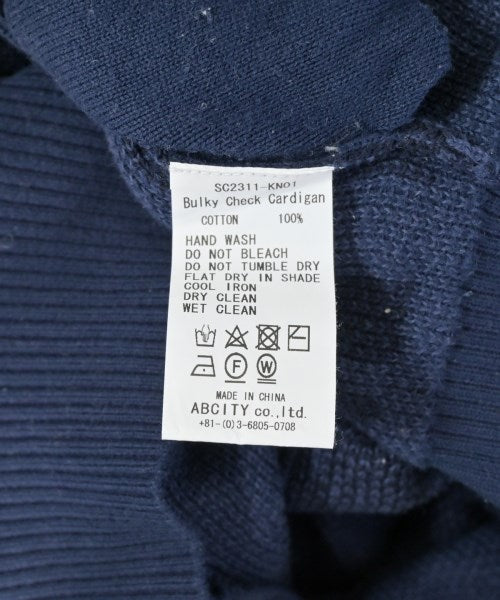 SC2311-KN01
Bulky Check Cardigan
COTTON 100%
HAND WASH
DO NOT BLEACH
DO NOT TUMBLE DRY
FLAT DRY IN SHADE
COOL IRON
DRY CLEAN
WET CLEAN
F W
MADE IN CHINA
ABCITY co.,ltd.
+81-(0)3-6805-0708